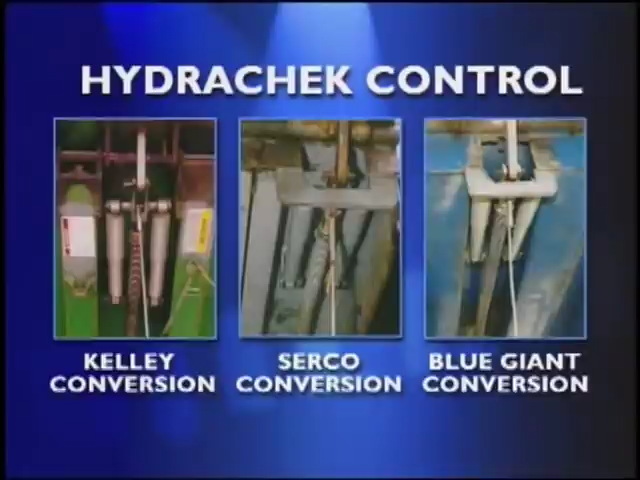 HYDRACHEK CONTROL
KELLEY
CONVERSION
SERCO
CONVERSION
BLUE GIANT
CONVERSION